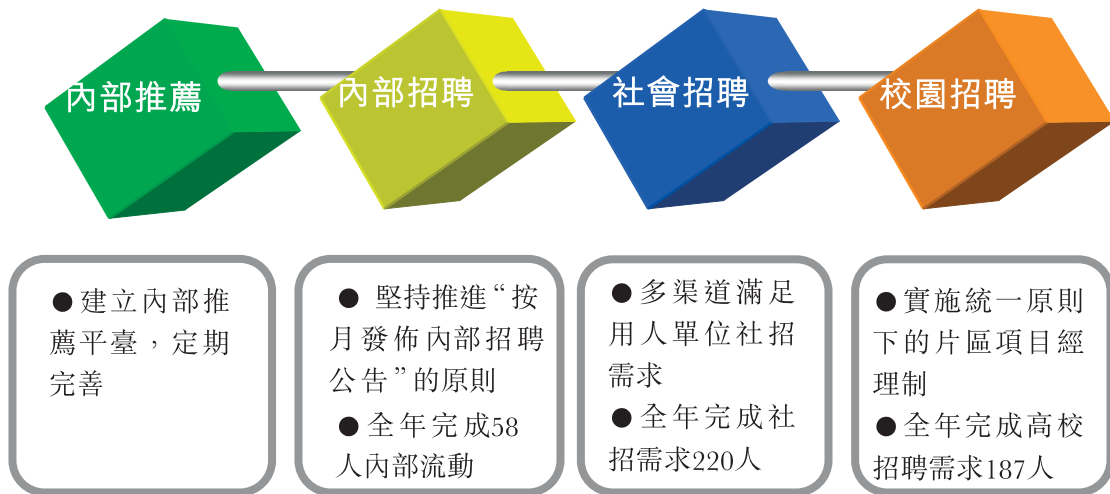 內部推薦
內部招聘
社會招聘
校園招聘
●建立內部推
薦平臺，定期
完善
● 堅持推進“按
月發佈內部招聘
公告”的原則
●全年完成58
人內部流動
●多渠道滿足
用人單位社招
需求
●全年完成社
招需求220人
●實施統一原則
下的片區項目經
理制
●全年完成高校
招聘需求187人